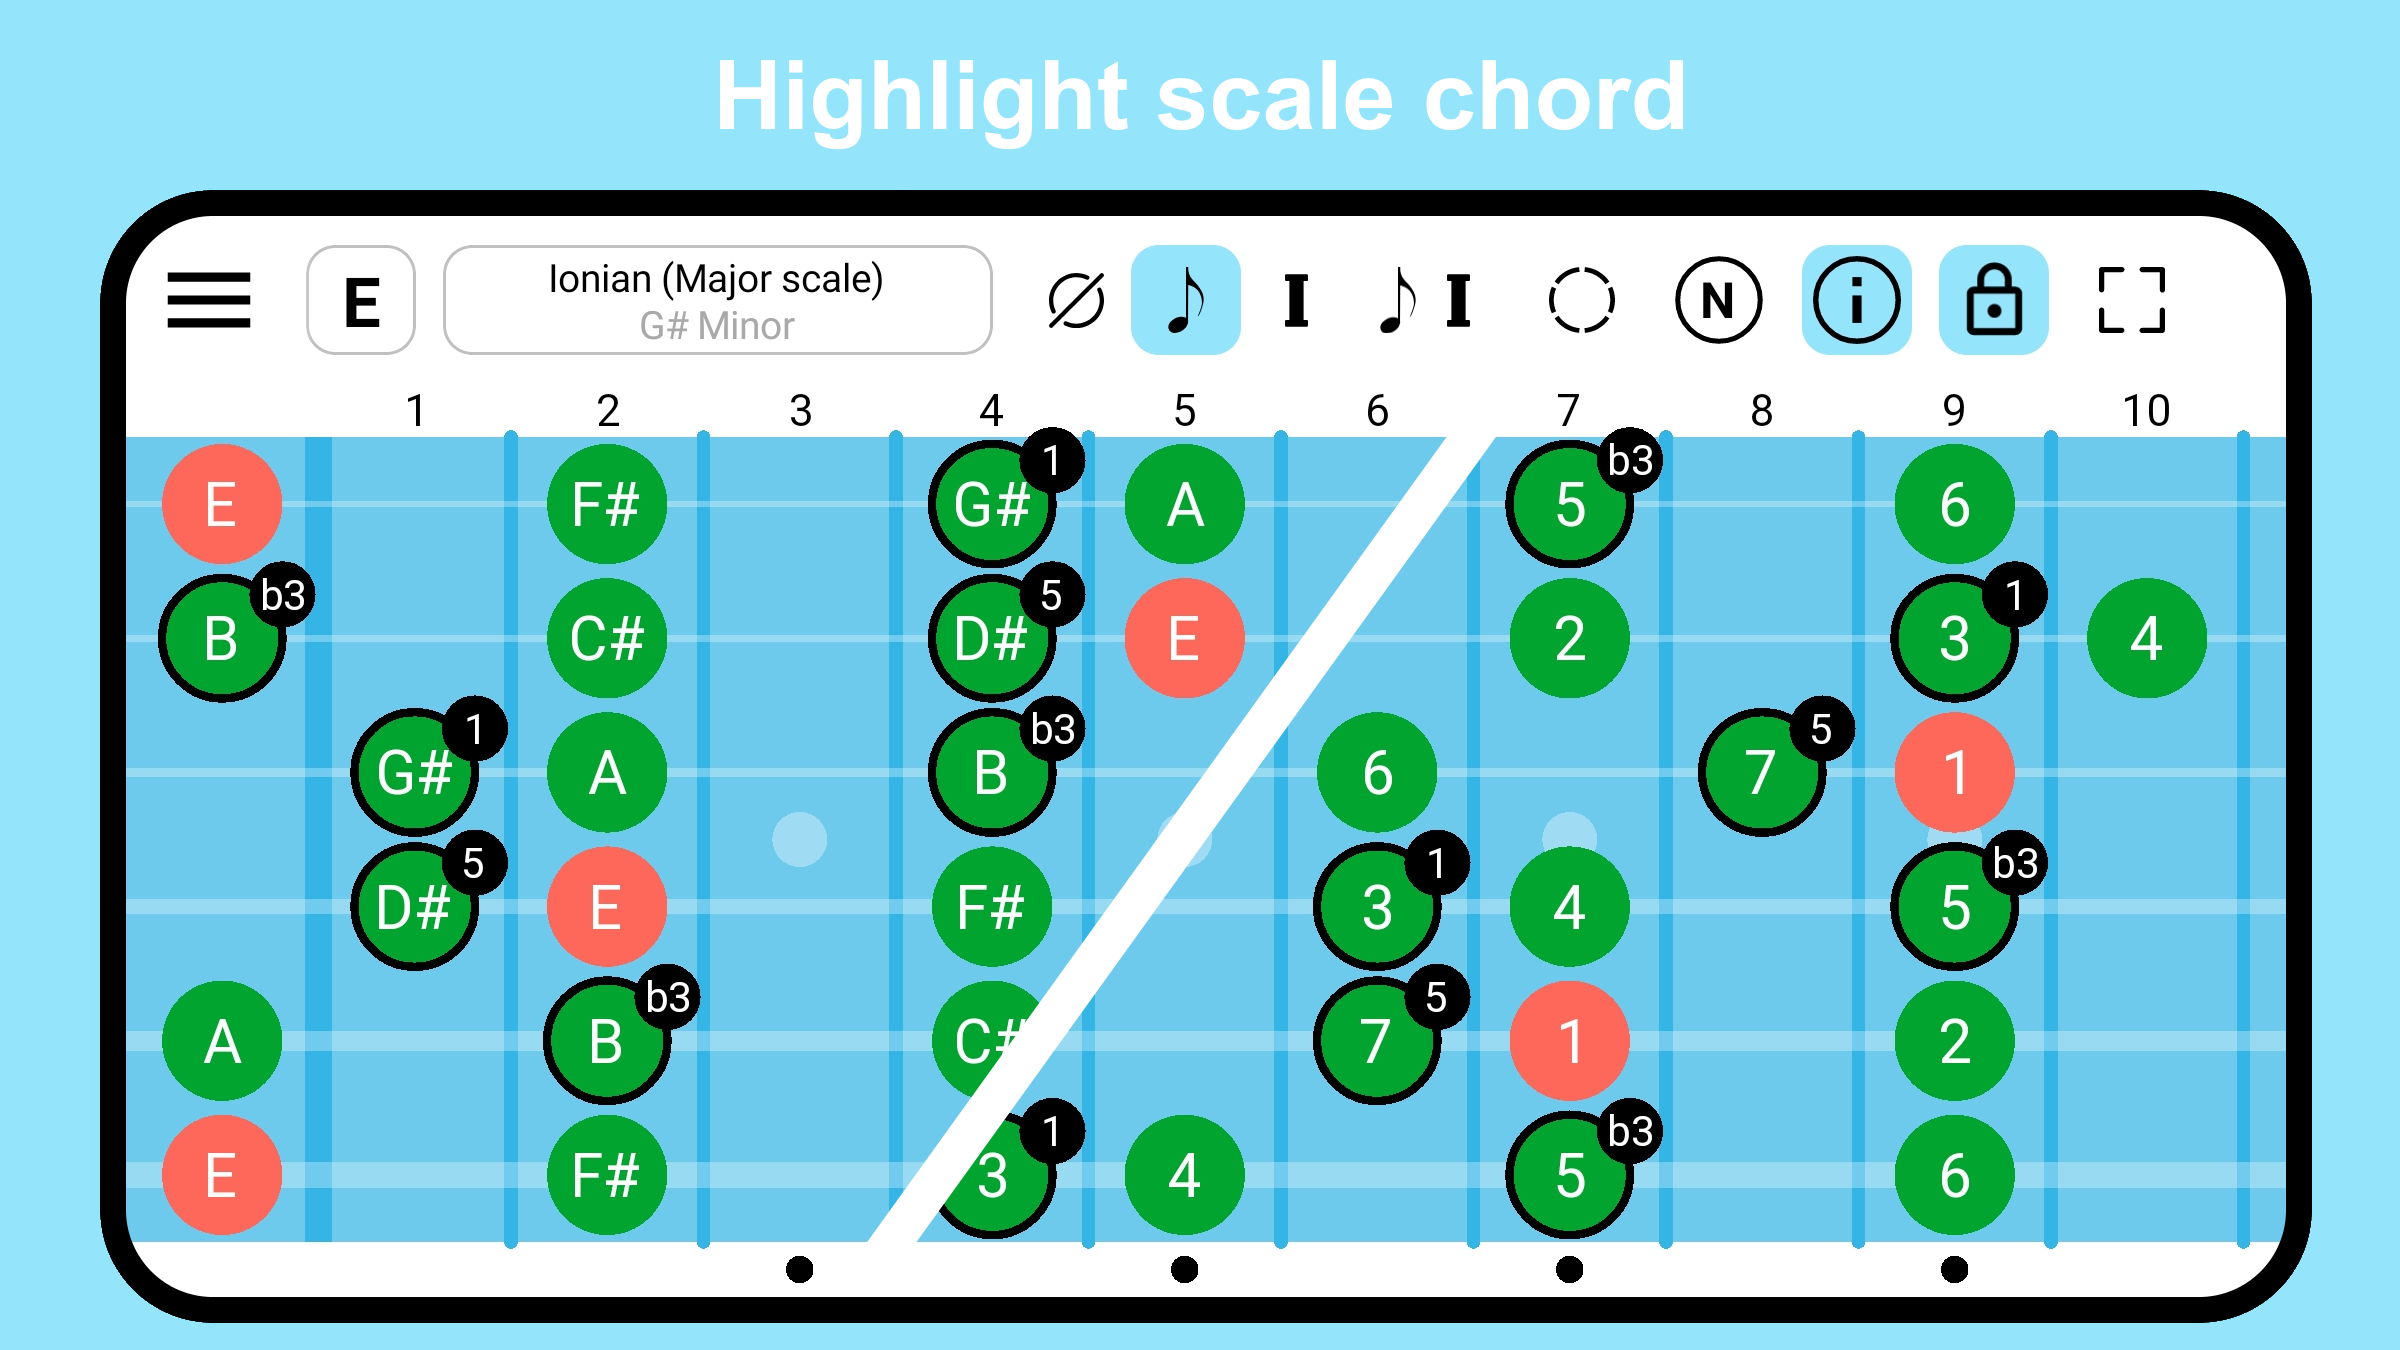 Highlight scale chord
E
Ionian (Major scale)
G# Minor
I
I
N
i
1 2 3 4 5 6 7 8 9 10
E F# G# 1 A 5 b3 6
B b3 C# D# 5 E 2 3 1 4
G# 1 A B b3 6 7 5 1
D# 5 E F# 3 1 4 5 b3
A B b3 C# 7 5 1 2
E F# 3 1 4 5 b3 6